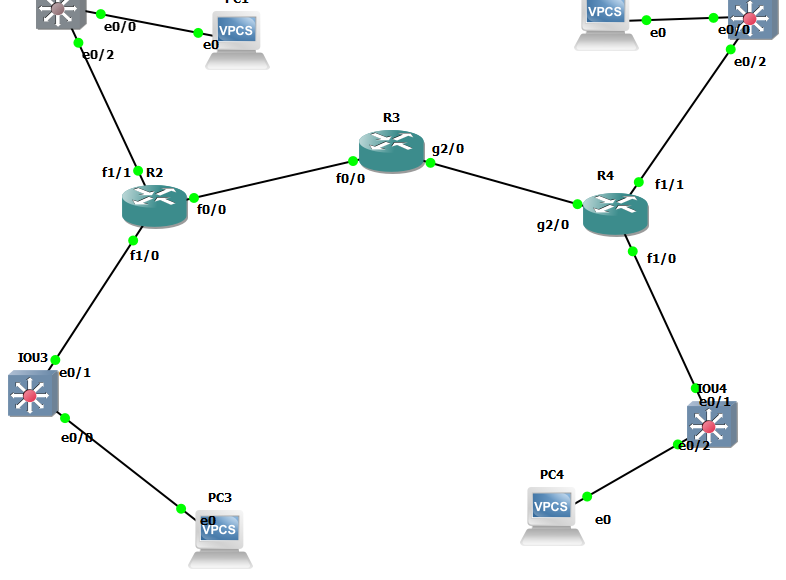 PC1
e0/0
e0
VPCS
e0/2
VPCS
e0
e0/0
e0/2
R3
f0/0
g2/0
f1/1
R2
f0/0
f1/0
R4
f1/1
g2/0
f1/0
IOU3
e0/1
e0/0
IOU4
e0/1
e0/2
PC3
e0
VPCS
PC4
VPCS
e0